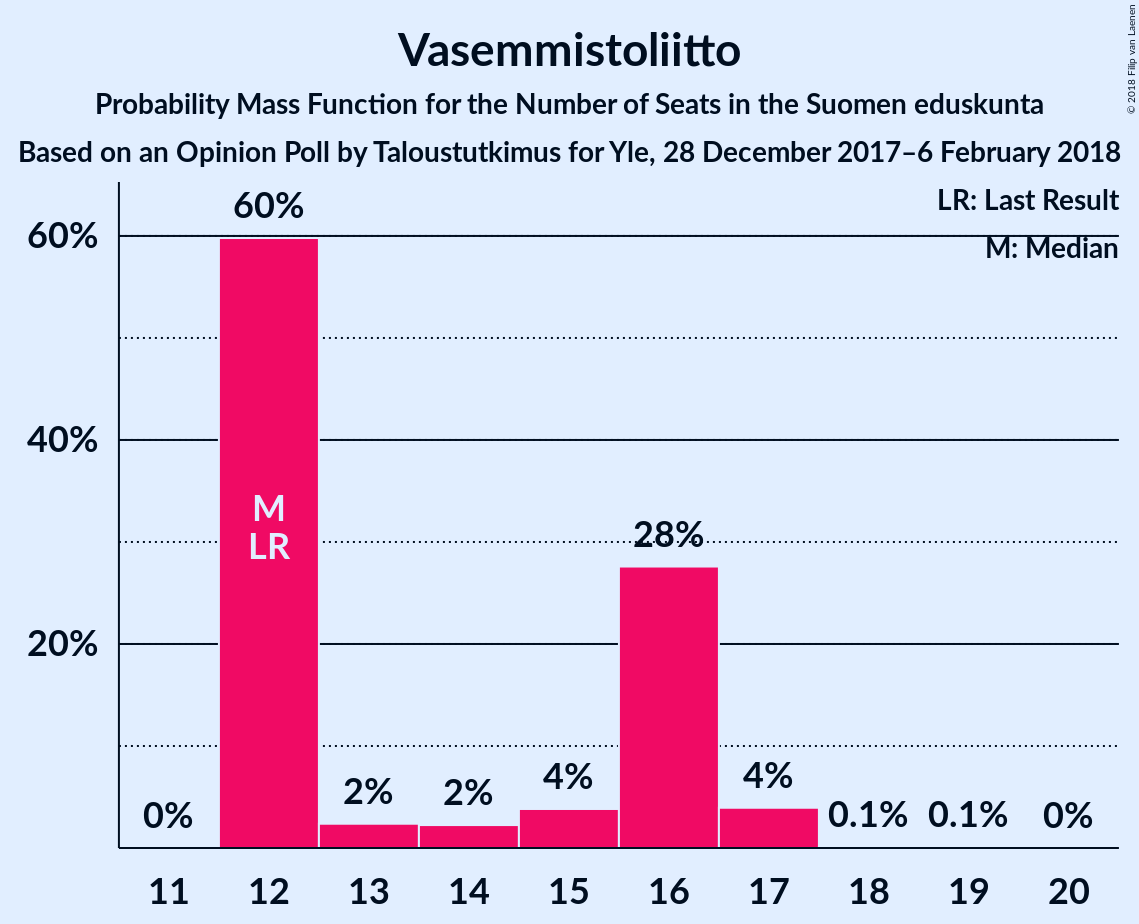 Vasemmistoliitto
Probability Mass Function for the Number of Seats in the Suomen eduskunta
Based on an Opinion Poll by Taloustutkimus for Yle, 28 December 2017–6 February 2018
© 2018 Filip van Laenen
LR: Last Result
M: Median
60%
40%
20%
0%
60%
M
LR
2%
2%
4%
28%
4%
0.1%
0.1%
0%
11 12 13 14 15 16 17 18 19 20